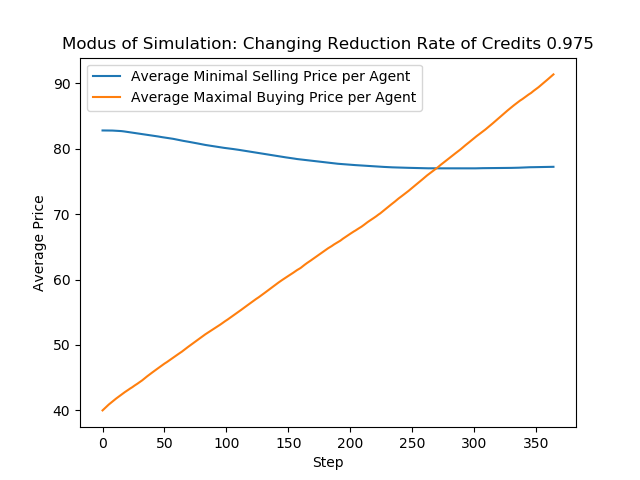 Modus of Simulation: Changing Reduction Rate of Credits 0.975
Average Minimal Selling Price per Agent
Average Maximal Buying Price per Agent
90
80
70
60
50
40
Average Price
0 50 100 150 200 250 300 350
Step